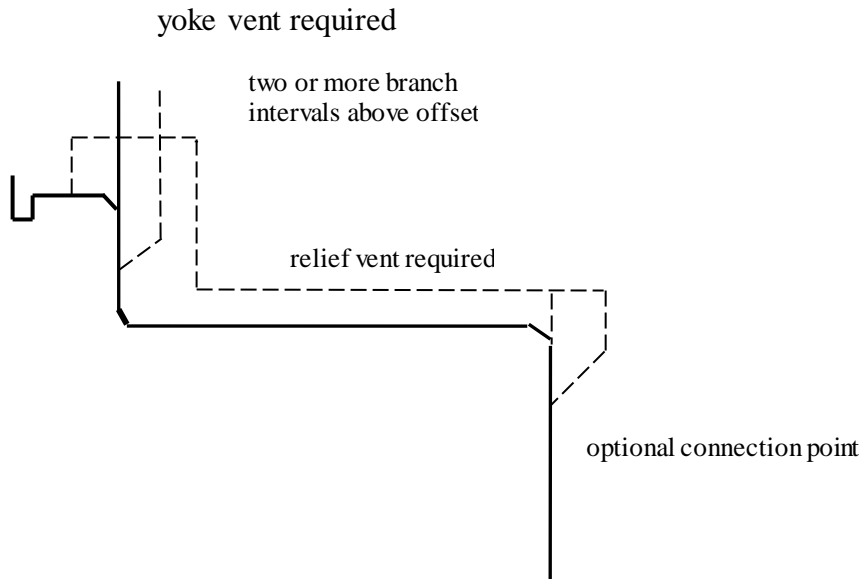 yoke vent required
two or more branch
intervals above offset
relief vent required
optional connection point